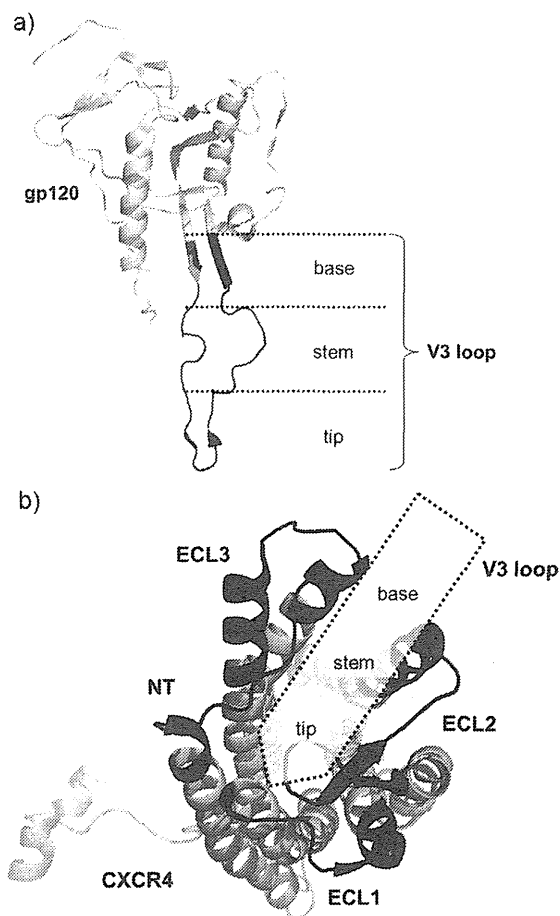 a)
gp120
base
stem
V3 loop
tip
b)
ECL3
V3 loop
base
stem
NT
tip
ECL2
CXCR4
ECL1